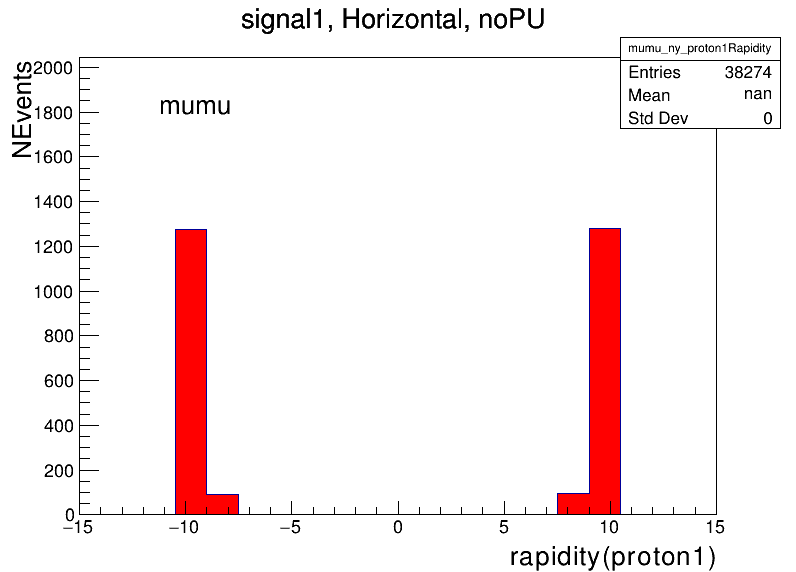 signal1, Horizontal, noPU
mumu_ny_proton1Rapidity
Entries 38274
Mean nan
Std Dev 0
NEvents
mumu
2000
1800
1600
1400
1200
1000
800
600
400
200
0
−15 −10 −5 0 5 10 15
rapidity(proton1)